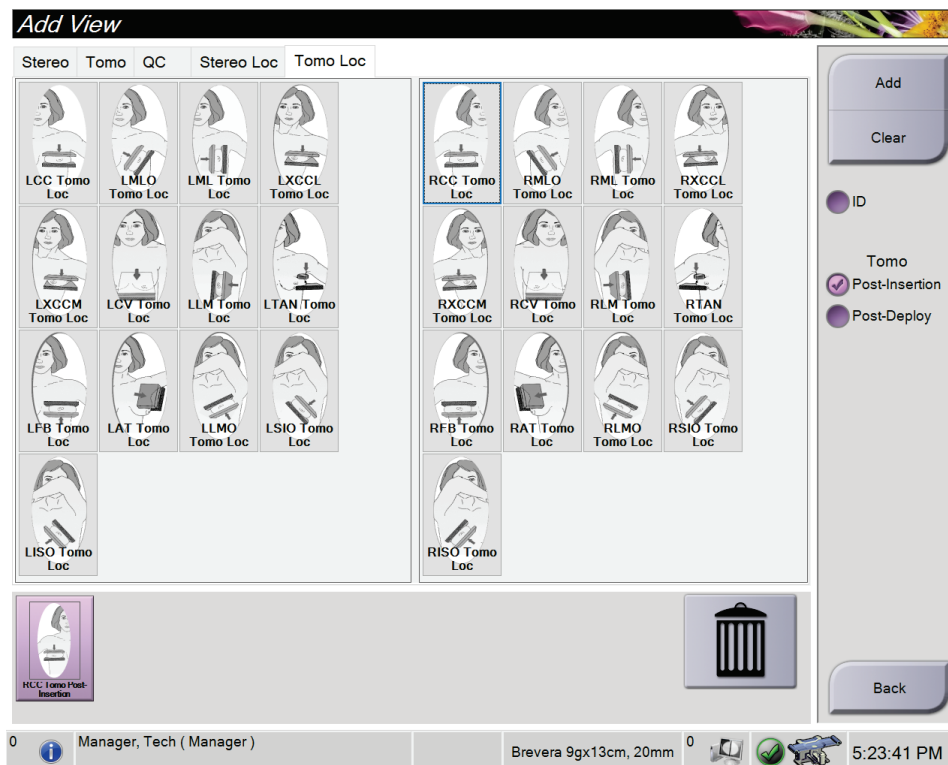 Add View
Stereo
Tomo
QC
Stereo Loc
Tomo Loc
LCC Tomo
Loc
LMLO
Tomo Loc
LML Tomo
Loc
LXCCL
Tomo Loc
RCC Tomo
Loc
RMLO
Tomo Loc
RML Tomo
Loc
RXCCL
Tomo Loc
LXCCM
Tomo Loc
LCV Tomo
Loc
LLM Tomo
Loc
LTAN Tomo
Loc
RXCCM
Tomo Loc
RCV Tomo
Loc
RLM Tomo
Loc
RTAN
Tomo Loc
LFB Tomo
Loc
LAT Tomo
Loc
LLMO
Tomo Loc
LSIO Tomo
Loc
RFB Tomo
Loc
RAT Tomo
Loc
RLMO
Tomo Loc
RSIO Tomo
Loc
LISO Tomo
Loc
RISO Tomo
Loc
Add
Clear
ID
Tomo
Post-Insertion
Post-Deploy
RCC Tomo Post-
Insertion
Back
0
Manager, Tech ( Manager )
Brevera 9gx13cm, 20mm
0
5:23:41 PM